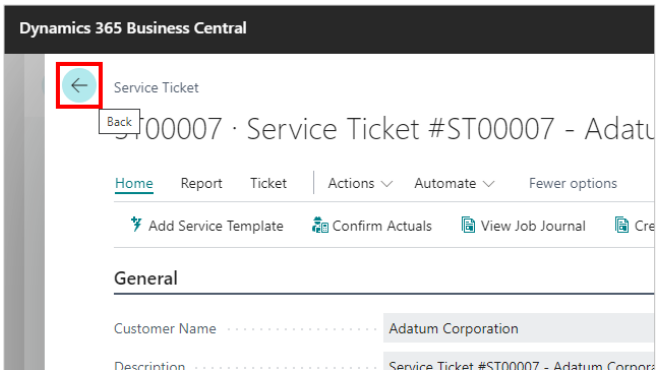 Dynamics 365 Business Central
Service Ticket
Back
ST00007 · Service Ticket #ST00007 - Adatu
Home Report Ticket Actions Automate Fewer options
Add Service Template Confirm Actuals View Job Journal Cre
General
Customer Name Adatum Corporation
Description Service Ticket #ST00007 - Adatum Corpora